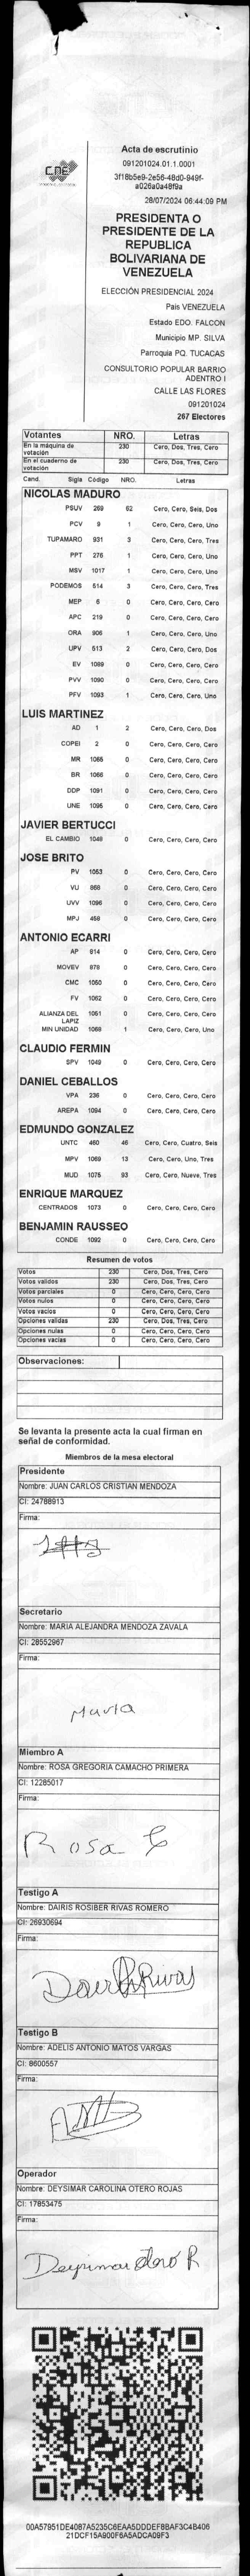 CNE
Acta de escrutinio
091201024.01.1.0001
3f18b5e9-2e56-48d0-949f-
a026a0a48f9a
28/07/2024 06:44:09 PM
PRESIDENTA O
PRESIDENTE DE LA
REPUBLICA
BOLIVARIANA DE
VENEZUELA
ELECCIÓN PRESIDENCIAL 2024
País VENEZUELA
Estado EDO. FALCON
Municipio MP. SILVA
Parroquia PQ. TUCACAS
CONSULTORIO POPULAR BARRIO
ADENTRO I
CALLE LAS FLORES
091201024
267 Electores
Votantes NRO. Letras
En la máquina de votación 230 Cero, Dos, Tres, Cero
En el cuaderno de votación 230 Cero, Dos, Tres, Cero
Cand. Sigla Código NRO. Letras
NICOLAS MADURO
PSUV 269 62 Cero, Cero, Seis, Dos
PCV 9 1 Cero, Cero, Cero, Uno
TUPAMARO 931 3 Cero, Cero, Cero, Tres
PPT 276 1 Cero, Cero, Cero, Uno
MSV 1017 1 Cero, Cero, Cero, Uno
PODEMOS 514 3 Cero, Cero, Cero, Tres
MEP 6 0 Cero, Cero, Cero, Cero
APC 219 0 Cero, Cero, Cero, Cero
ORA 906 1 Cero, Cero, Cero, Uno
UPV 513 2 Cero, Cero, Cero, Dos
EV 1089 0 Cero, Cero, Cero, Cero
PVV 1090 0 Cero, Cero, Cero, Cero
PFV 1093 1 Cero, Cero, Cero, Uno
LUIS MARTINEZ
AD 1 2 Cero, Cero, Cero, Dos
COPEI 2 0 Cero, Cero, Cero, Cero
MR 1065 0 Cero, Cero, Cero, Cero
BR 1066 0 Cero, Cero, Cero, Cero
DDP 1091 0 Cero, Cero, Cero, Cero
UNE 1095 0 Cero, Cero, Cero, Cero
JAVIER BERTUCCI
EL CAMBIO 1048 0 Cero, Cero, Cero, Cero
JOSE BRITO
PV 1053 0 Cero, Cero, Cero, Cero
VU 868 0 Cero, Cero, Cero, Cero
UVV 1096 0 Cero, Cero, Cero, Cero
MPJ 458 0 Cero, Cero, Cero, Cero
ANTONIO ECARRI
AP 814 0 Cero, Cero, Cero, Cero
MOVEV 978 0 Cero, Cero, Cero, Cero
CMC 1050 0 Cero, Cero, Cero, Cero
FV 1062 0 Cero, Cero, Cero, Cero
ALIANZA DEL LAPIZ 1051 0 Cero, Cero, Cero, Cero
MIN UNIDAD 1068 1 Cero, Cero, Cero, Uno
CLAUDIO FERMIN
SPV 1049 0 Cero, Cero, Cero, Cero
DANIEL CEBALLOS
VPA 236 0 Cero, Cero, Cero, Cero
AREPA 1094 0 Cero, Cero, Cero, Cero
EDMUNDO GONZALEZ
UNTC 460 46 Cero, Cero, Cuatro, Seis
MPV 1069 13 Cero, Cero, Uno, Tres
MUD 1075 93 Cero, Cero, Nueve, Tres
ENRIQUE MARQUEZ
CENTRADOS 1073 0 Cero, Cero, Cero, Cero
BENJAMIN RAUSSEO
CONDE 1092 0 Cero, Cero, Cero, Cero
Resumen de votos
Votos 230 Cero, Dos, Tres, Cero
Votos validos 230 Cero, Dos, Tres, Cero
Votos parciales 0 Cero, Cero, Cero, Cero
Votos nulos 0 Cero, Cero, Cero, Cero
Votos vacios 0 Cero, Cero, Cero, Cero
Opciones validas 230 Cero, Dos, Tres, Cero
Opciones nulas 0 Cero, Cero, Cero, Cero
Opciones vacias 0 Cero, Cero, Cero, Cero
Observaciones:
Se levanta la presente acta la cual firman en
señal de conformidad.
Miembros de la mesa electoral
Presidente
Nombre: JUAN CARLOS CRISTIAN MENDOZA
CI: 24788913
Firma:
Secretario
Nombre: MARIA ALEJANDRA MENDOZA ZAVALA
CI: 28552967
Firma:
Maria
Miembro A
Nombre: ROSA GREGORIA CAMACHO PRIMERA
CI: 12285017
Firma:
Rosa C
Testigo A
Nombre: DAIRIS ROSIBER RIVAS ROMERO
CI: 26930694
Firma:
Testigo B
Nombre: ADELIS ANTONIO MATOS VARGAS
CI: 8600557
Firma:
Operador
Nombre: DEYSIMAR CAROLINA OTERO ROJAS
CI: 17853475
Firma:
Deysimar Otero R
00A57951DE4087A5235C6EAA5DDDEF8BAF3C4B406
21DCF15A900F6A5ADCA09F3